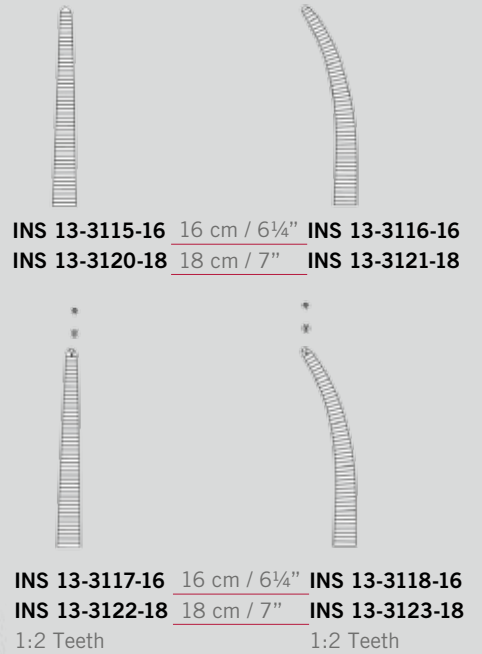 INS 13-3115-16 16 cm / 6¼” INS 13-3116-16
INS 13-3120-18 18 cm / 7” INS 13-3121-18
INS 13-3117-16 16 cm / 6¼” INS 13-3118-16
INS 13-3122-18 18 cm / 7” INS 13-3123-18
1:2 Teeth 1:2 Teeth